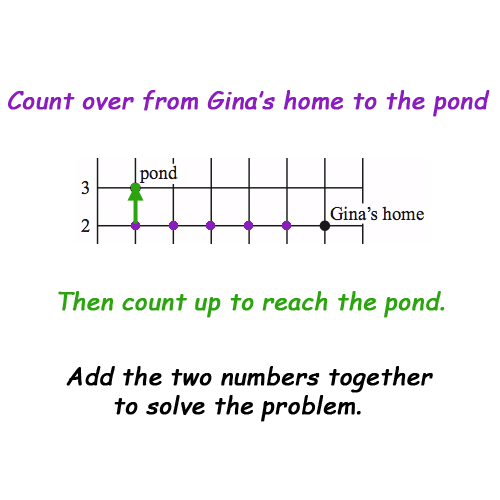 Count over from Gina's home to the pond
pond
3
Gina's home
2
Then count up to reach the pond.
Add the two numbers together
to solve the problem.